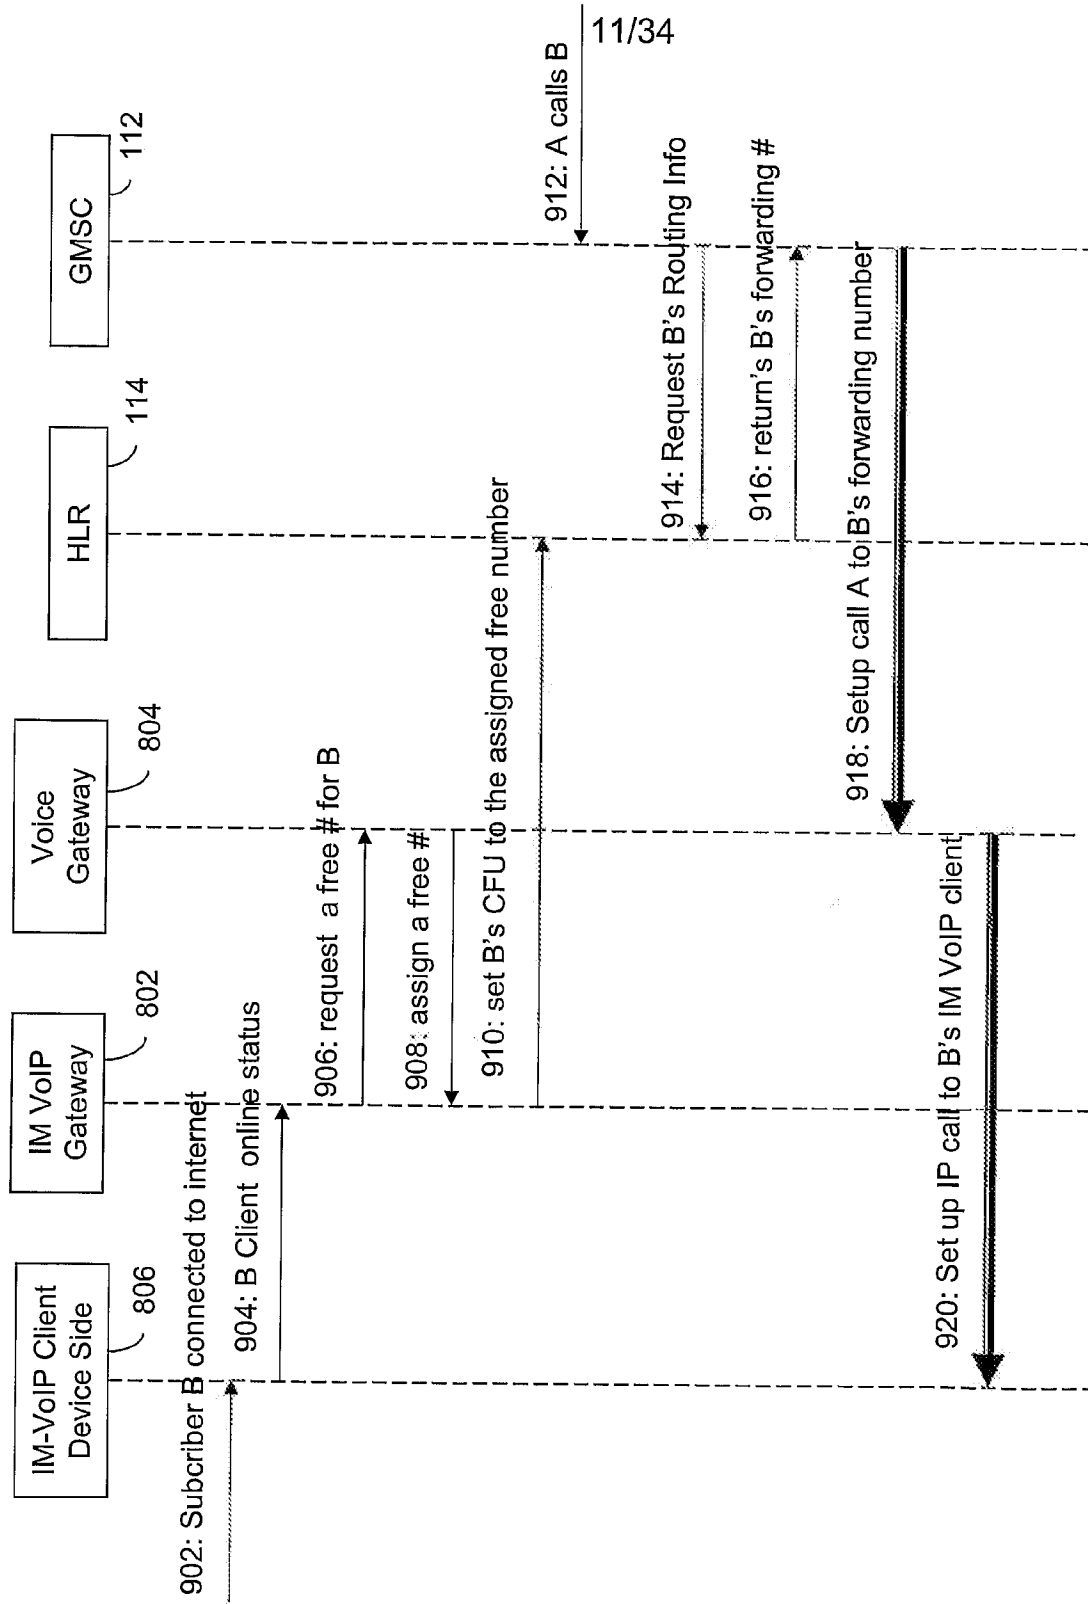 11/34
IM-VoIP Client
Device Side
806
IM VoIP
Gateway
802
Voice
Gateway
804
HLR
114
GMSC
112
902: Subcriber B connected to internet
904: B Client online status
906: request a free # for B
908: assign a free #
910: set B's CFU to the assigned free number
912: A calls B
914: Request B's Routing Info
916: return's B's forwarding #
918: Setup call A to B's forwarding number
920: Set up IP call to B's IM VoIP client